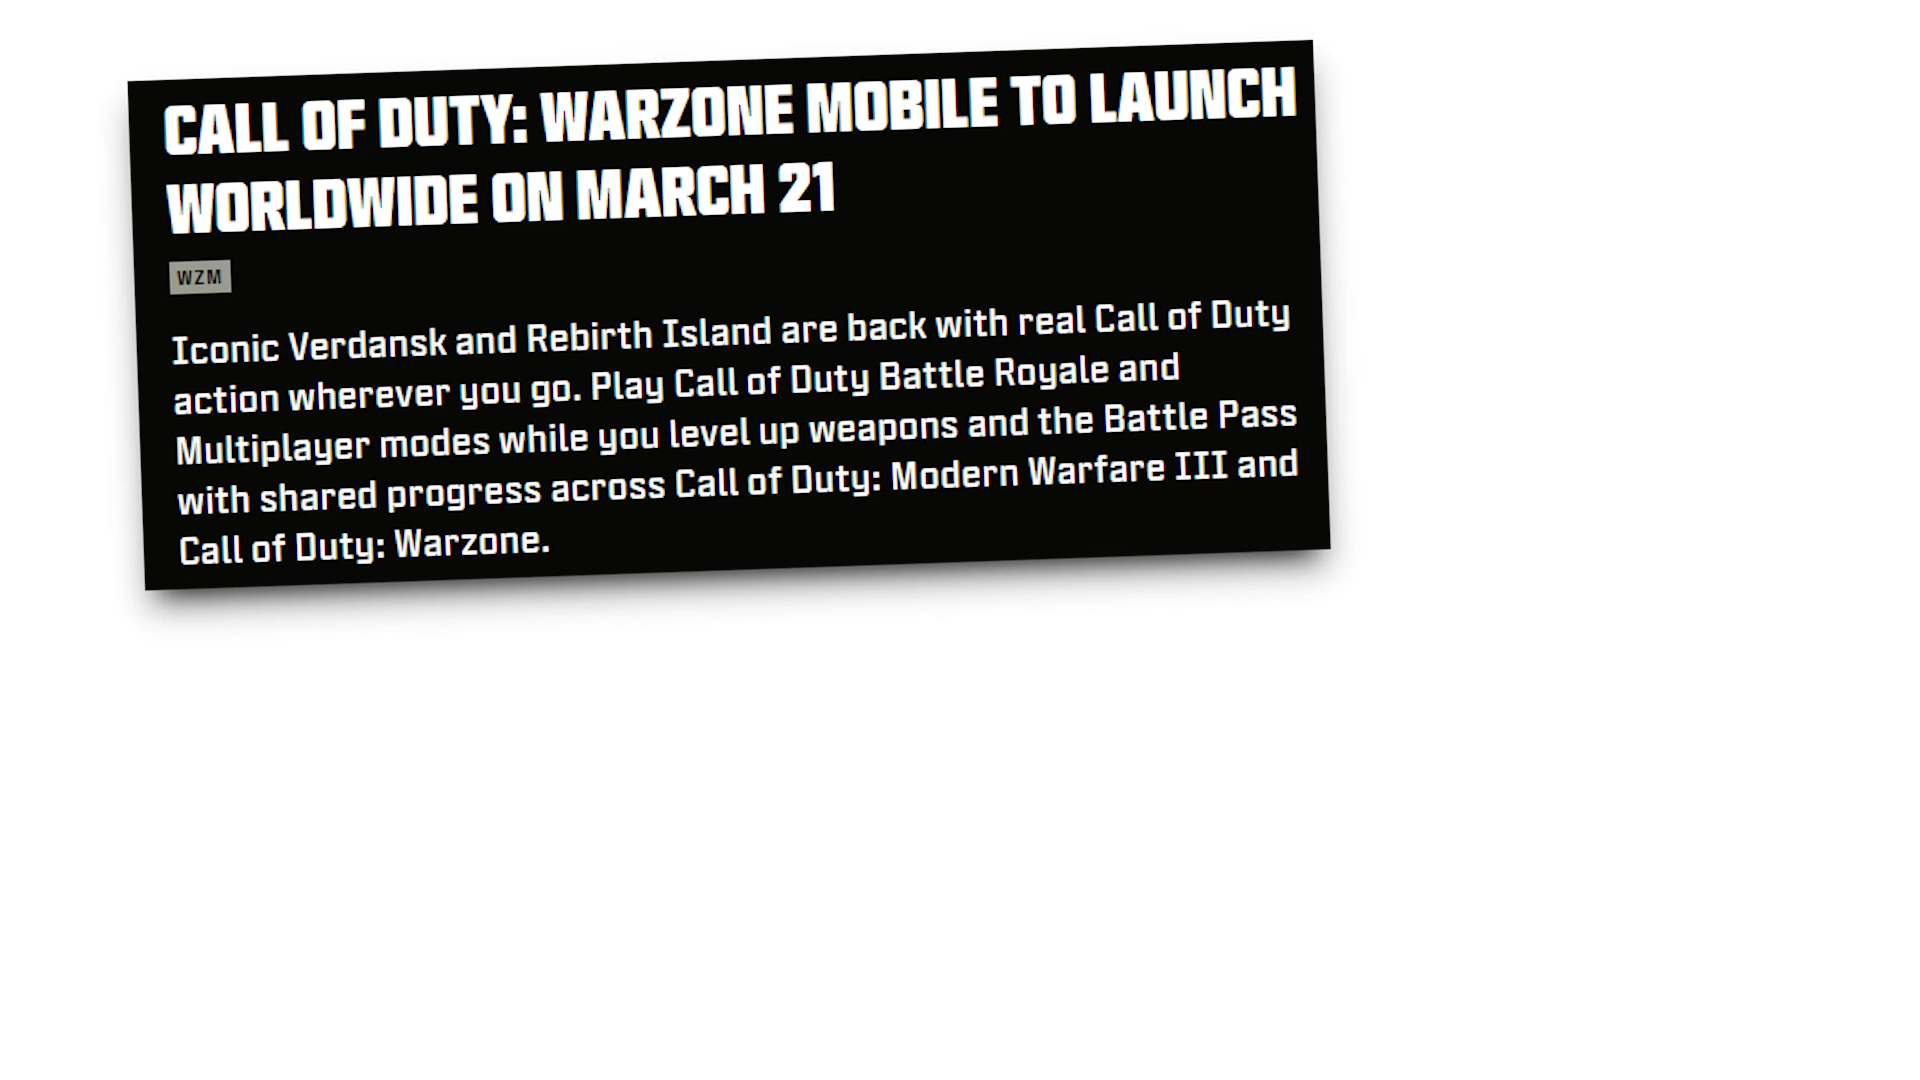 CALL OF DUTY: WARZONE MOBILE TO LAUNCH
WORLDWIDE ON MARCH 21
WZM
Iconic Verdansk and Rebirth Island are back with real Call of Duty
action wherever you go. Play Call of Duty Battle Royale and
Multiplayer modes while you level up weapons and the Battle Pass
with shared progress across Call of Duty: Modern Warfare III and
Call of Duty: Warzone.